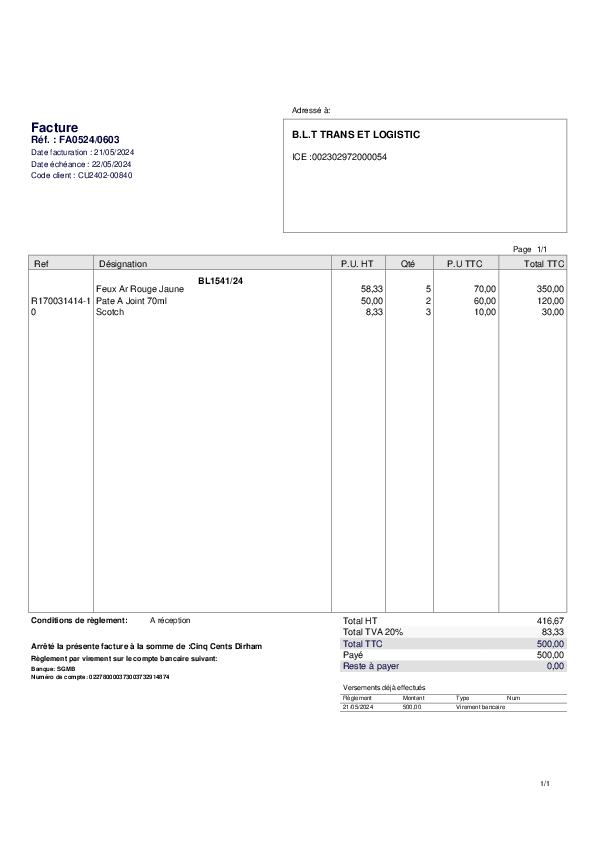 Adressé à:
Facture
Réf. : FA0524/0603
Date facturation : 21/05/2024
Date échéance : 22/05/2024
Code client : CU2402-00840
B.L.T TRANS ET LOGISTIC
ICE :002302972000054
Page 1/1
Ref Désignation P.U. HT Qté P.U TTC Total TTC
BL1541/24
Feux Ar Rouge Jaune 58,33 5 70,00 350,00
R170031414-1 Pate A Joint 70ml 50,00 2 60,00 120,00
0 Scotch 8,33 3 10,00 30,00
Conditions de règlement: A réception
Total HT 416,67
Total TVA 20% 83,33
Total TTC 500,00
Payé 500,00
Reste à payer 0,00
Arrêté la présente facture à la somme de :Cinq Cents Dirham
Règlement par virement sur le compte bancaire suivant:
Banque: SGMB
Numéro de compte: 022780000373003732914874
Versements déjà effectués
Règlement Montant Type Num
21/05/2024 500,00 Virement bancaire
1/1